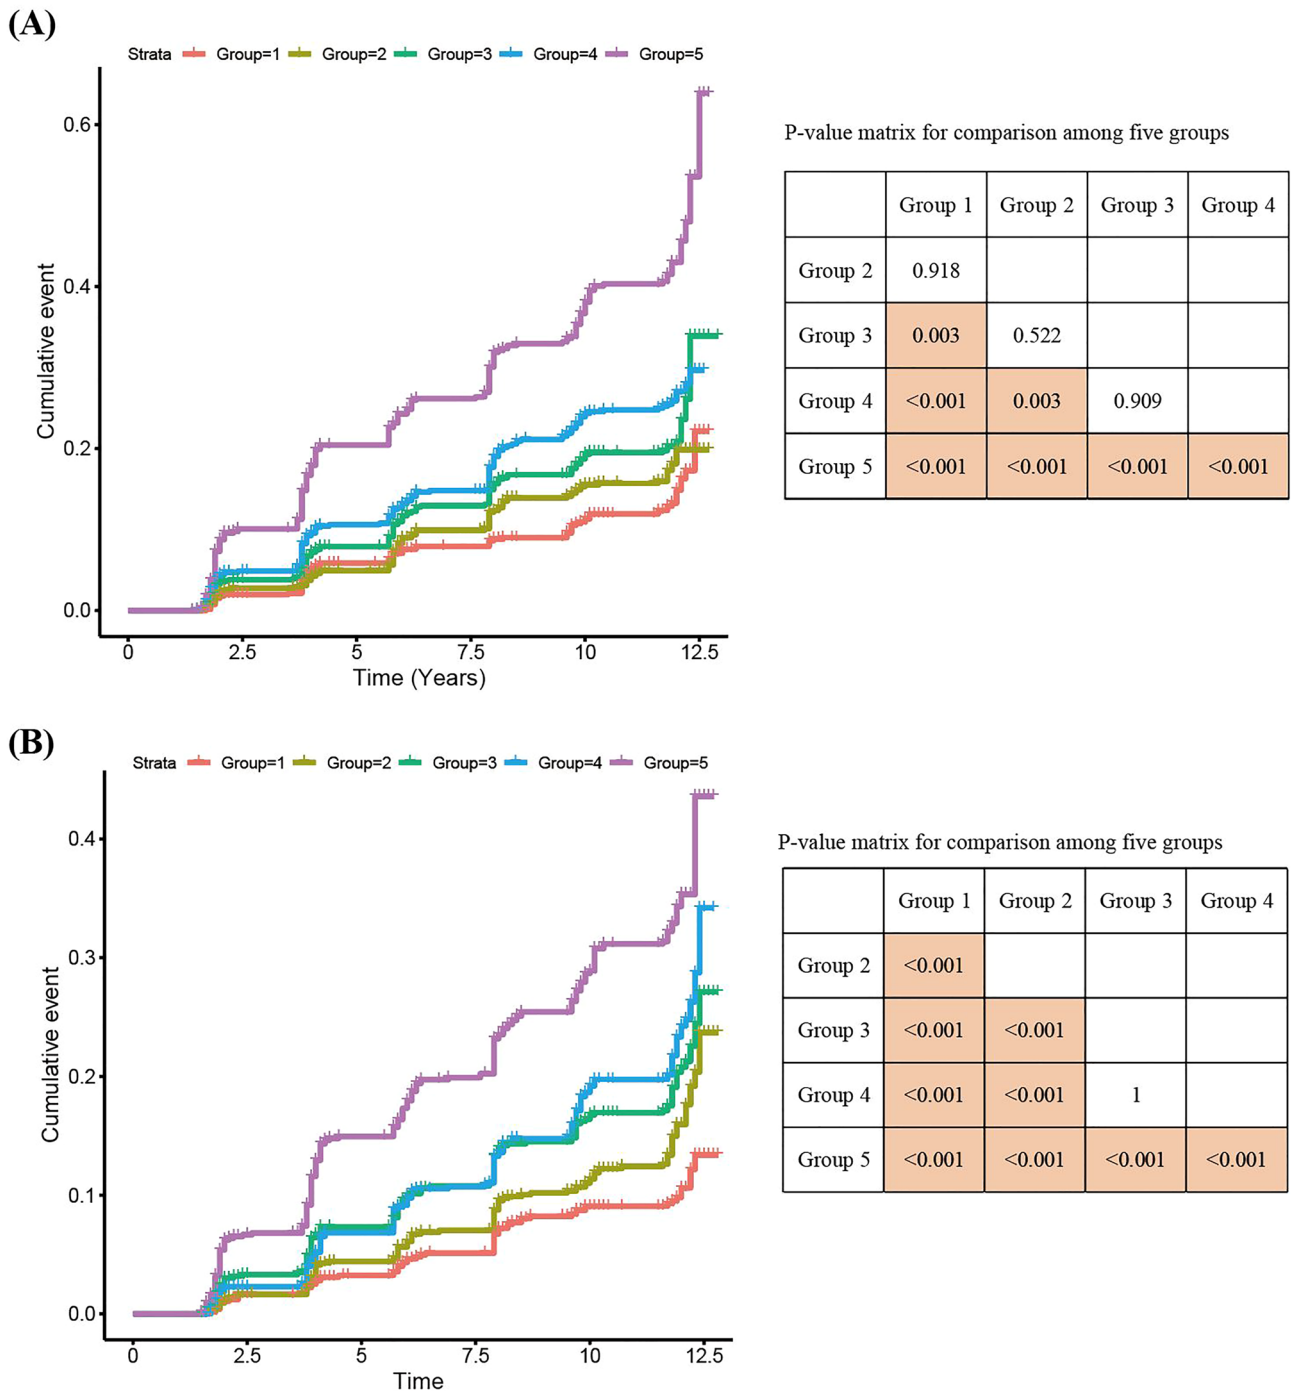 (A)
Strata Group=1 Group=2 Group=3 Group=4 Group=5
Cumulative event
0.6
0.4
0.2
0.0
0 2.5 5 7.5 10 12.5
Time (Years)
P-value matrix for comparison among five groups
Group 1 Group 2 Group 3 Group 4
Group 2 0.918
Group 3 0.003 0.522
Group 4 <0.001 0.003 0.909
Group 5 <0.001 <0.001 <0.001 <0.001
(B)
Strata Group=1 Group=2 Group=3 Group=4 Group=5
Cumulative event
0.4
0.3
0.2
0.1
0.0
0 2.5 5 7.5 10 12.5
Time
P-value matrix for comparison among five groups
Group 1 Group 2 Group 3 Group 4
Group 2 <0.001
Group 3 <0.001 <0.001
Group 4 <0.001 <0.001 1
Group 5 <0.001 <0.001 <0.001 <0.001